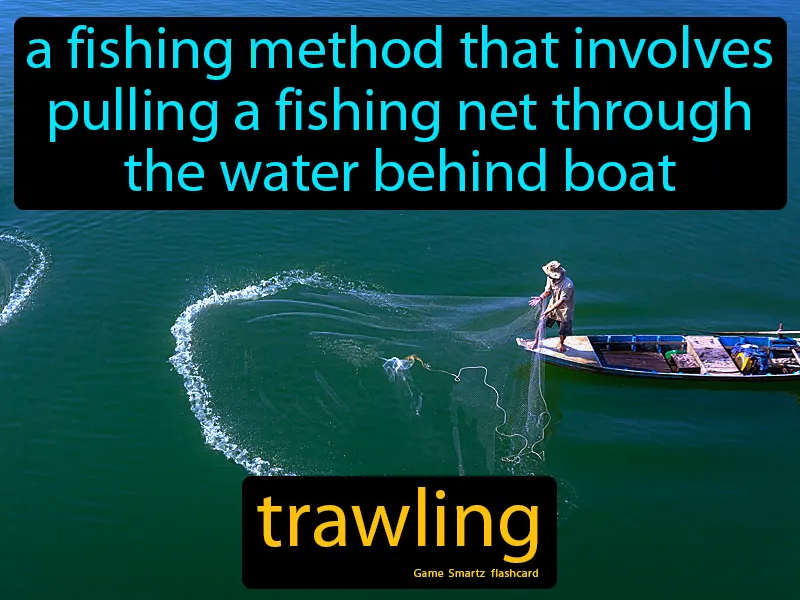 a fishing method that involves
pulling a fishing net through
the water behind boat
trawling
Game Smartz flashcard